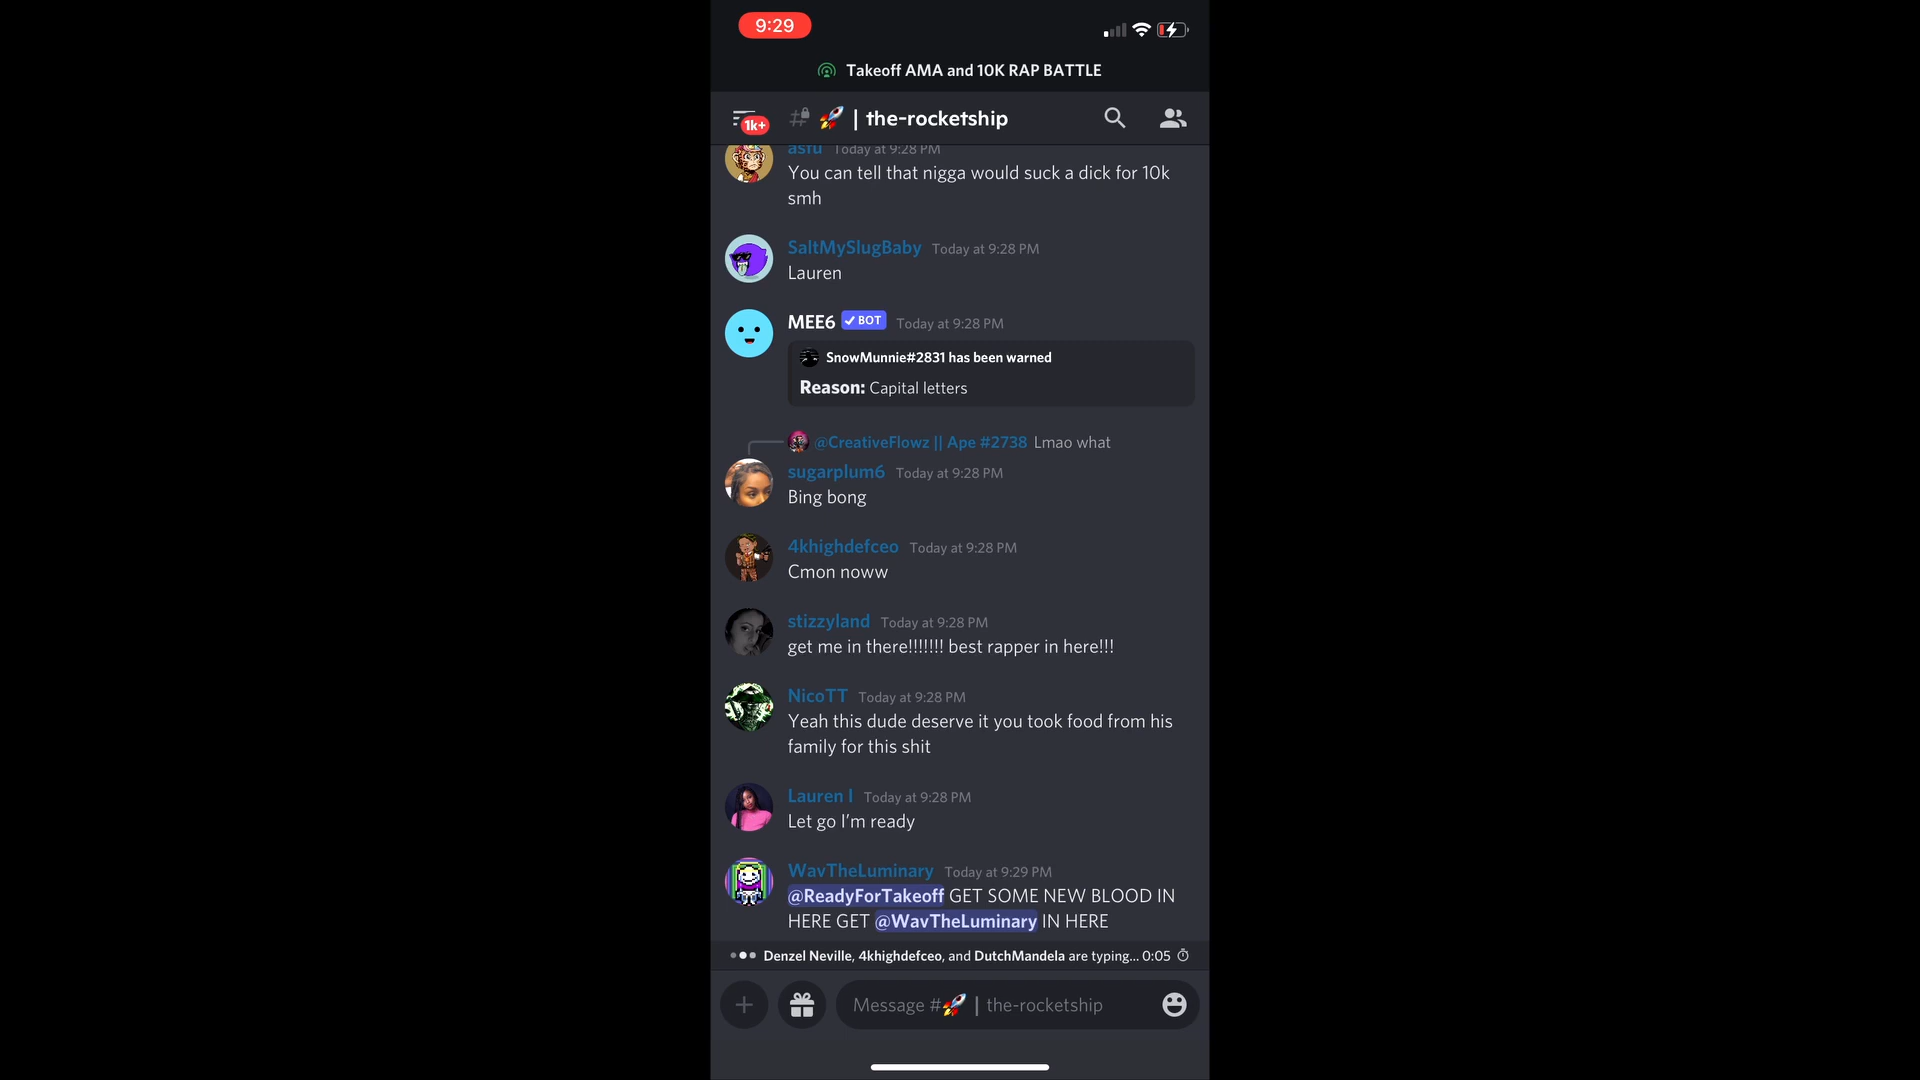 9:29
Takeoff AMA and 10K RAP BATTLE
1k+
# 🚀 | the-rocketship
asfu Today at 9:28 PM
You can tell that nigga would suck a dick for 10k
smh
SaltMySlugBaby Today at 9:28 PM
Lauren
MEE6 BOT Today at 9:28 PM
SnowMunnie#2831 has been warned
Reason: Capital letters
@CreativeFlowz || Ape #2738 Lmao what
sugarplum6 Today at 9:28 PM
Bing bong
4khighdefceo Today at 9:28 PM
Cmon noww
stizzyland Today at 9:28 PM
get me in there!!!!!!! best rapper in here!!!
NicoTT Today at 9:28 PM
Yeah this dude deserve it you took food from his
family for this shit
Lauren I Today at 9:28 PM
Let go I’m ready
WavTheLuminary Today at 9:29 PM
@ReadyForTakeoff GET SOME NEW BLOOD IN
HERE GET @WavTheLuminary IN HERE
Denzel Neville, 4khighdefceo, and DutchMandela are typing... 0:05
Message #🚀 | the-rocketship